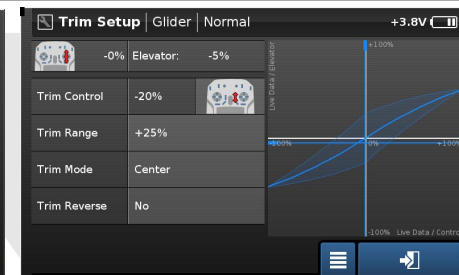 Trim Setup Glider Normal +3.8V
-0% Elevator: -5%
+100%
Live Data / Elevator
Trim Control -20%
Trim Range +25%
-100% 0% +100%
Trim Mode Center
Trim Reverse No
-100% Live Data / Contro